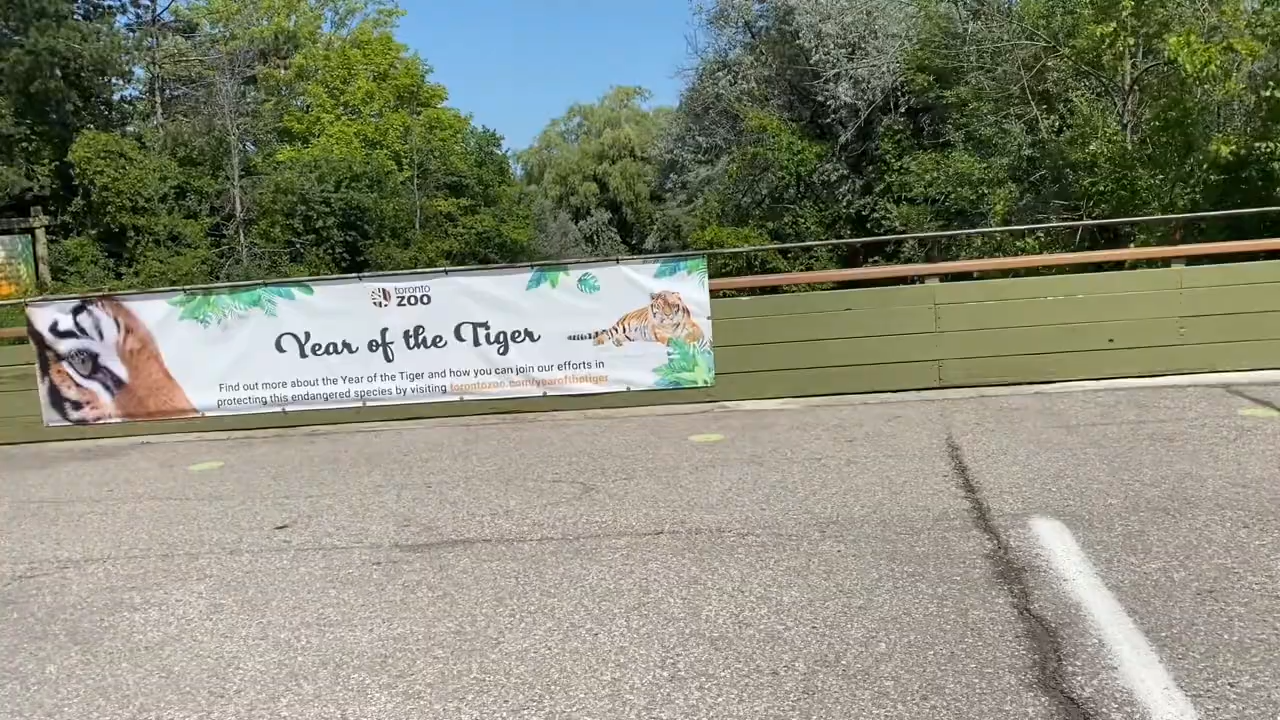 toronto
ZOO
Year of the Tiger
Find out more about the Year of the Tiger and how you can join our efforts in
protecting this endangered species by visiting torontozoo.com/yearofthetiger